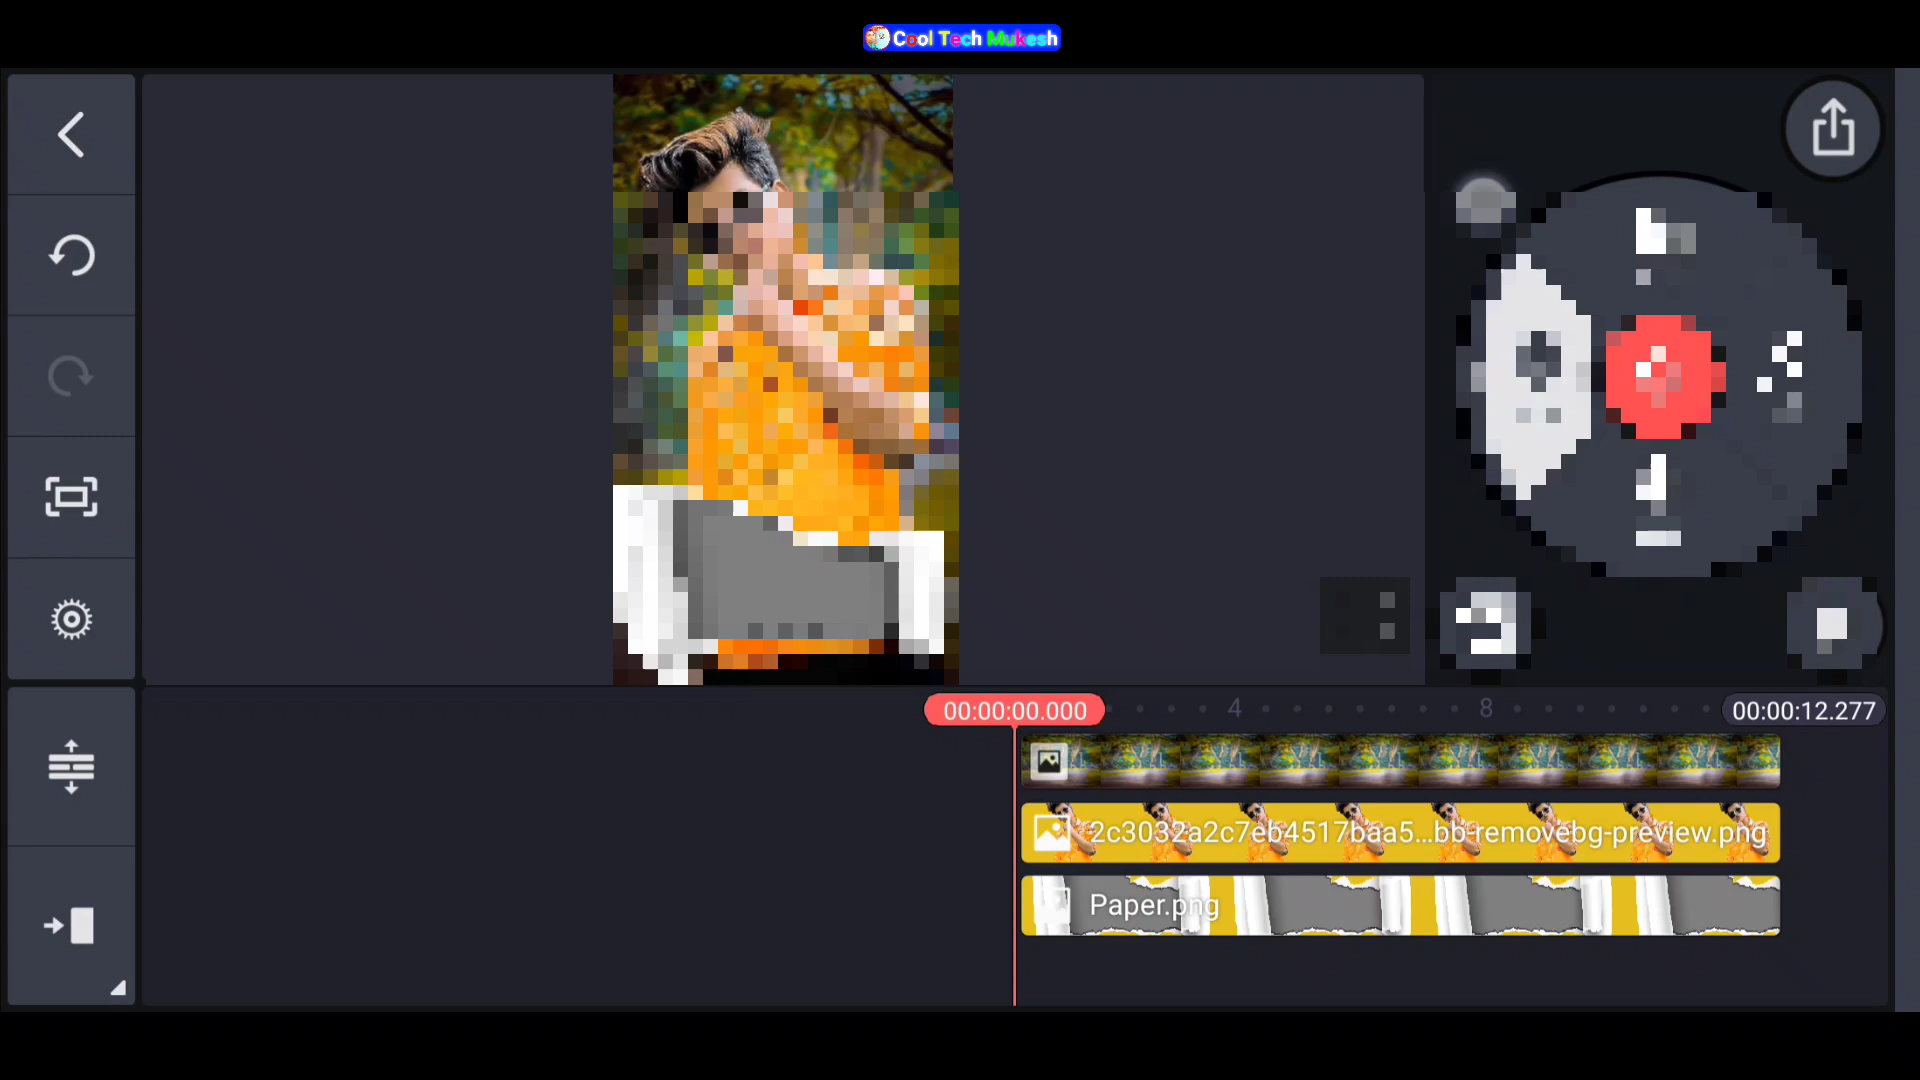 Cool Tech Mukesh
00:00:00.000
4
8
00:00:12.277
2c3032a2c7eb4517baa5...bb-removebg-preview.png
Paper.png